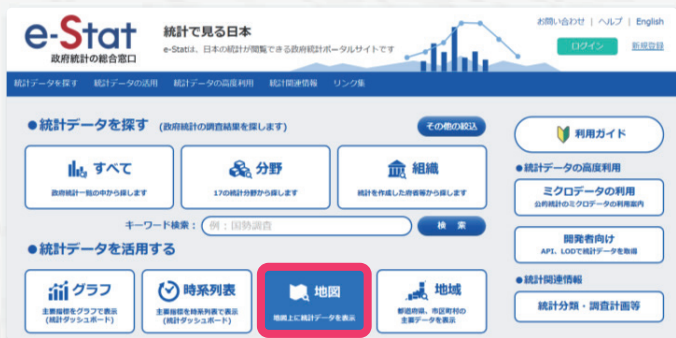 e-Stat
政府統計の総合窓口
統計で見る日本
e-Statは、日本の統計が閲覧できる政府統計ポータルサイトです
お問い合わせ | ヘルプ | English
ログイン
新規登録
統計データを探す 統計データの活用 統計データの高度利用 統計関連情報 リンク集
●統計データを探す (政府統計の調査結果を探します)
その他の絞込
すべて
政府統計一覧の中から探します
分野
17の統計分野から探します
組織
統計を作成した府省等から探します
キーワード検索:
例:国勢調査
検 索
●統計データを活用する
グラフ
主要指標をグラフで表示
(統計ダッシュボード)
時系列表
主要指標を時系列表で表示
(統計ダッシュボード)
地図
地図上に統計データを表示
地域
都道府県、市区町村の
主要データを表示
利用ガイド
●統計データの高度利用
ミクロデータの利用
公的統計のミクロデータの利用案内
開発者向け
API、LODで統計データを取得
●統計関連情報
統計分類・調査計画等